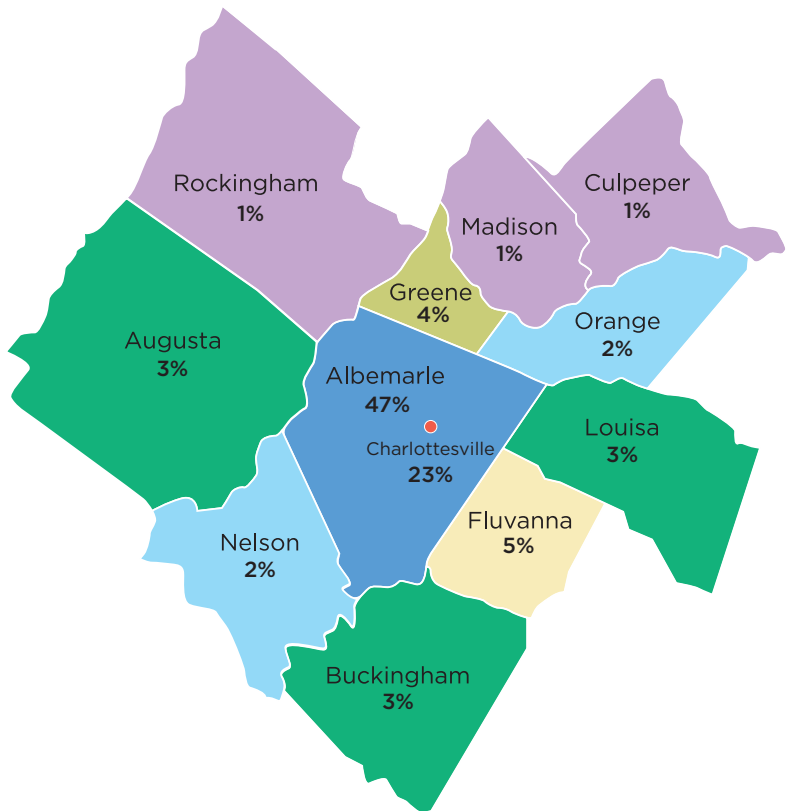 Rockingham
1%
Culpeper
1%
Madison
1%
Greene
4%
Orange
2%
Augusta
3%
Albemarle
47%
Charlottesville
23%
Louisa
3%
Fluvanna
5%
Nelson
2%
Buckingham
3%